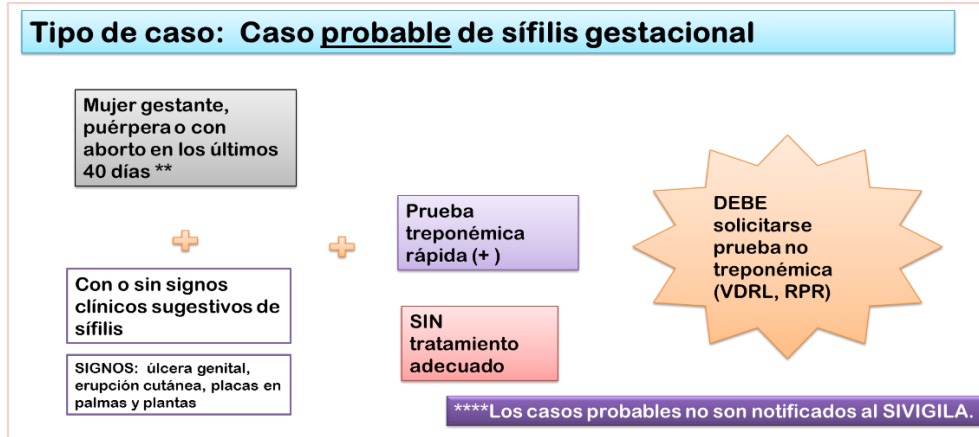 Tipo de caso: Caso probable de sífilis gestacional
Mujer gestante,
puérpera o con
aborto en los últimos
40 días **
Con o sin signos
clínicos sugestivos de
sífilis
SIGNOS: úlcera genital,
erupción cutánea, placas en
palmas y plantas
Prueba
treponémica
rápida (+ )
SIN
tratamiento
adecuado
DEBE
solicitarse
prueba no
treponémica
(VDRL, RPR)
****Los casos probables no son notificados al SIVIGILA.